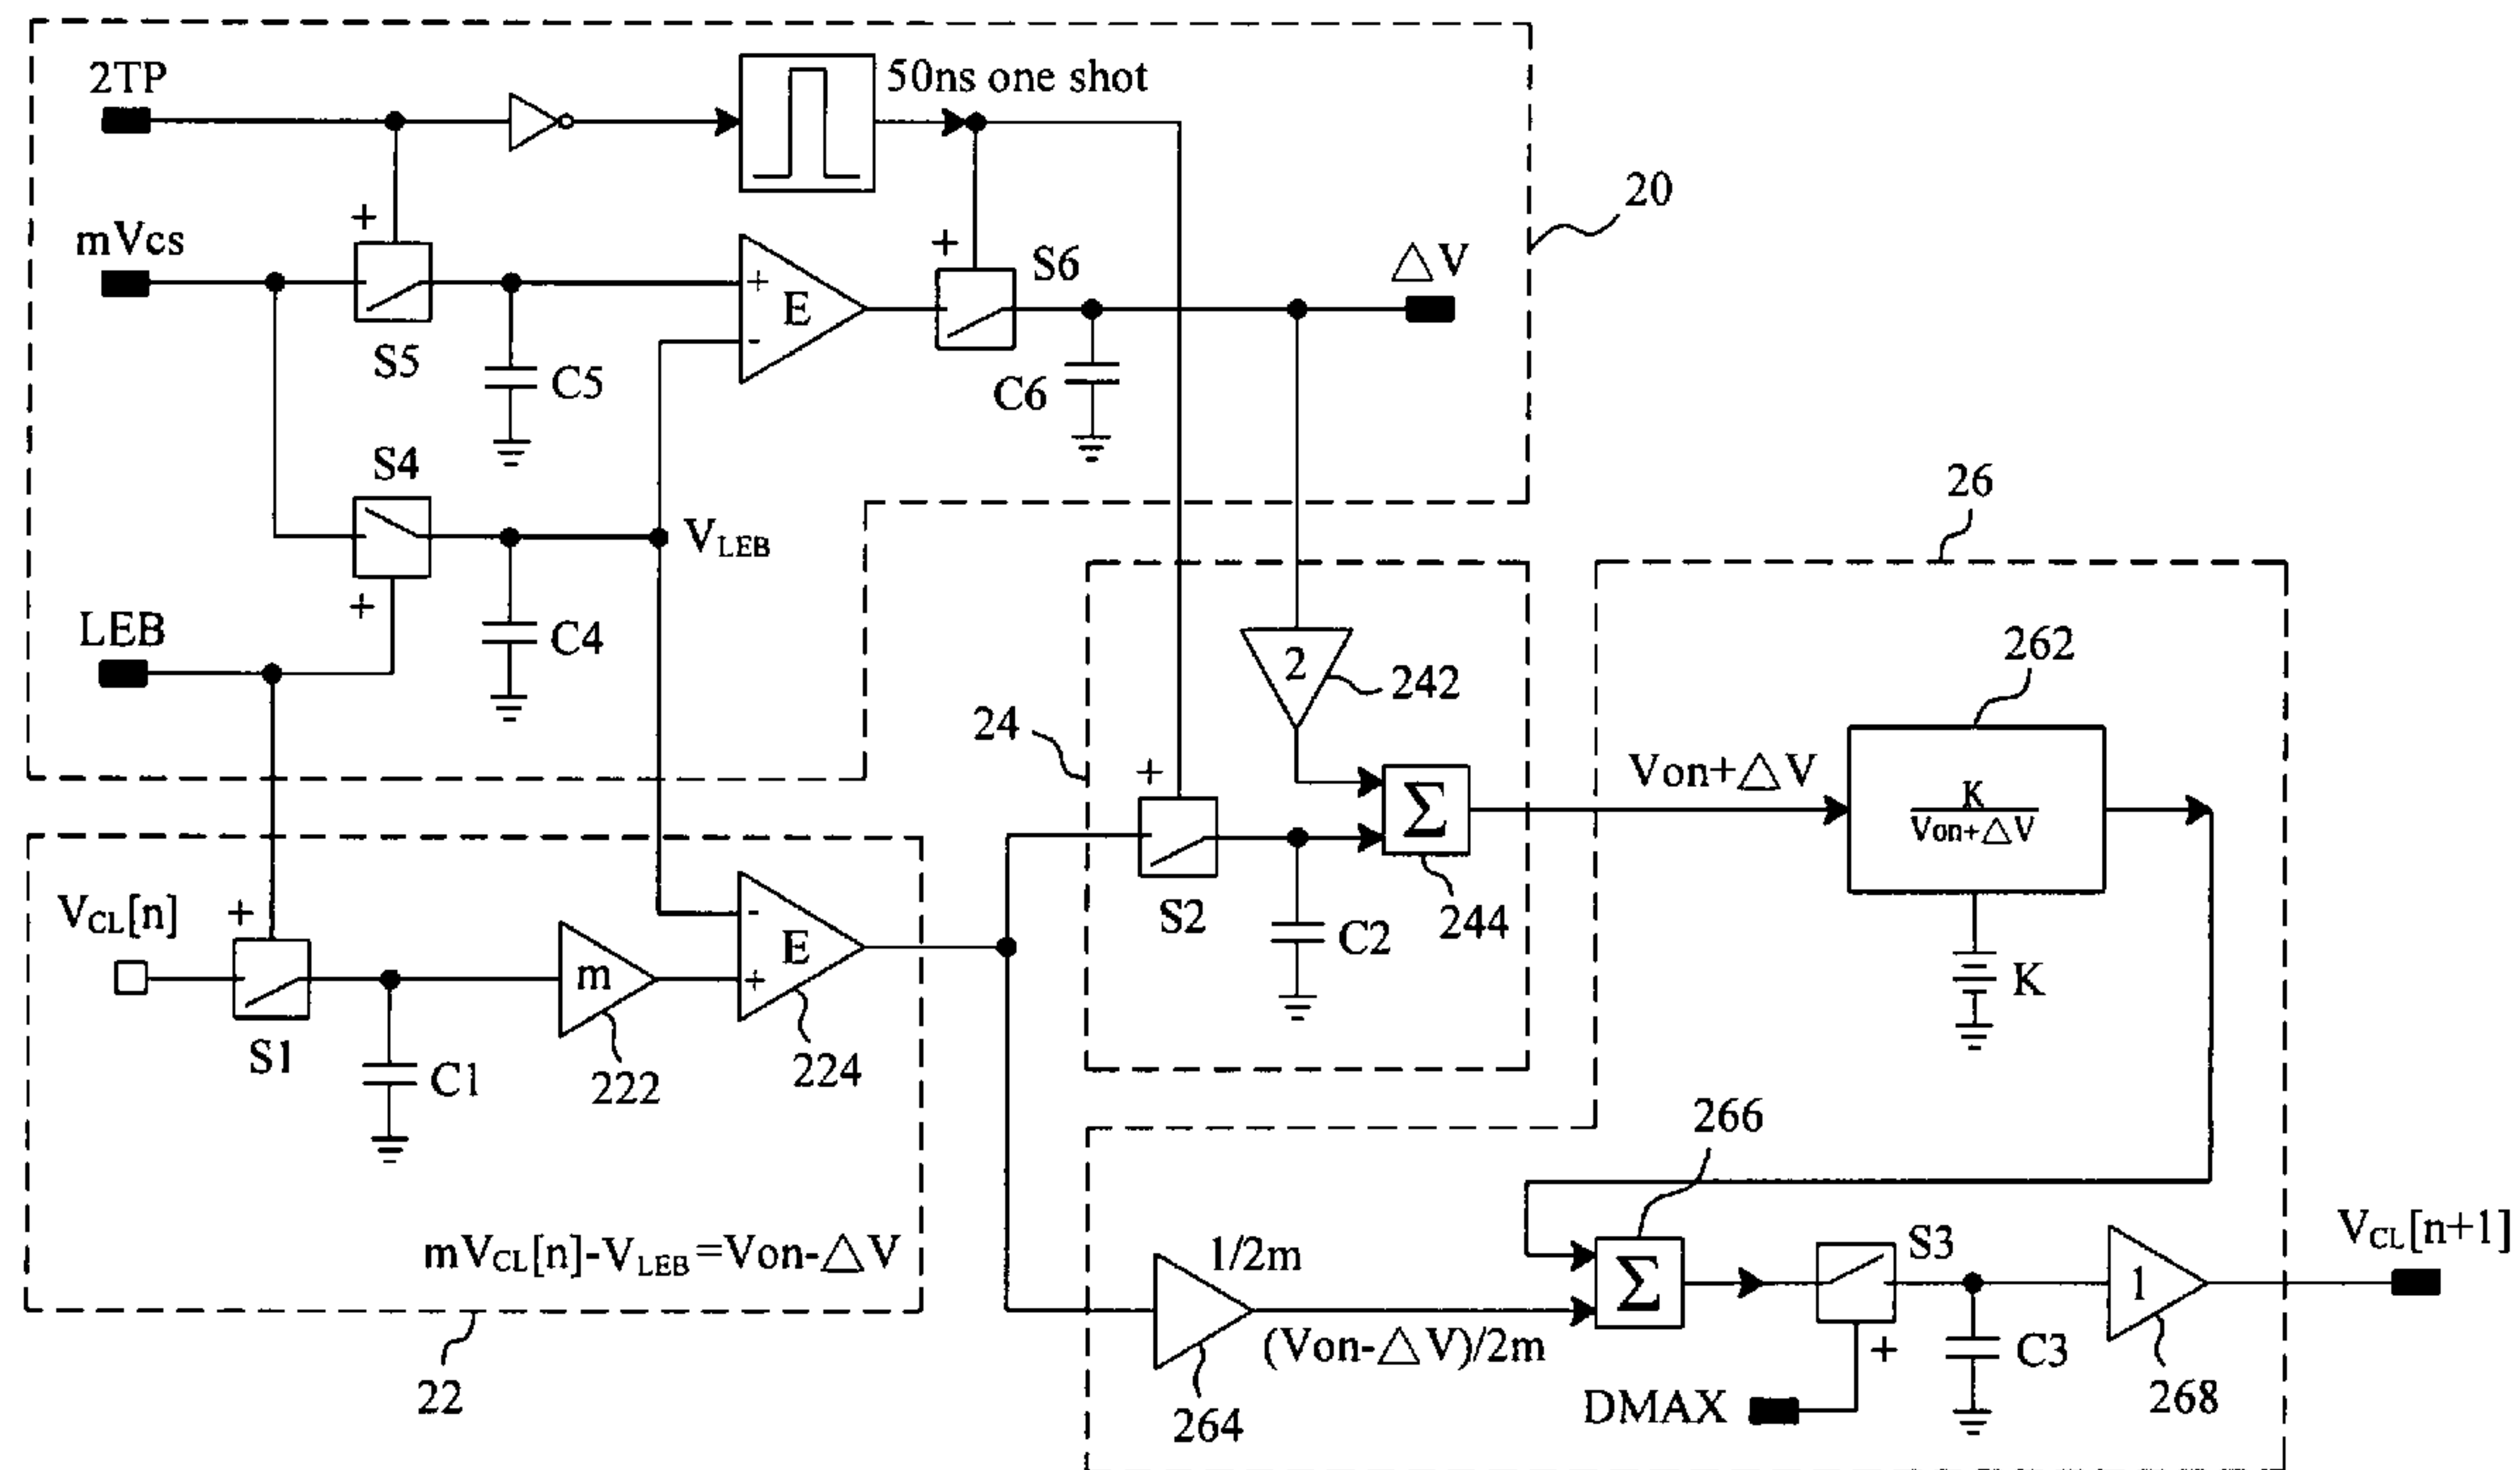 2TP
50ns one shot
20
+
mVcs
+
S6
△V
+
E
-
S5
C5
C6
S4
26
VLEB
+
LEB
C4
262
2
242
24
Von+△V
K
Von+△V
+
Σ
VCL[n]
+
-
S2
244
E
C2
m
+
K
S1
C1
224
222
266
VCL[n+1]
mVCL[n]-VLEB=Von-△V
1/2m
S3
Σ
1
(Von-△V)/2m
+
C3
22
DMAX
268
264